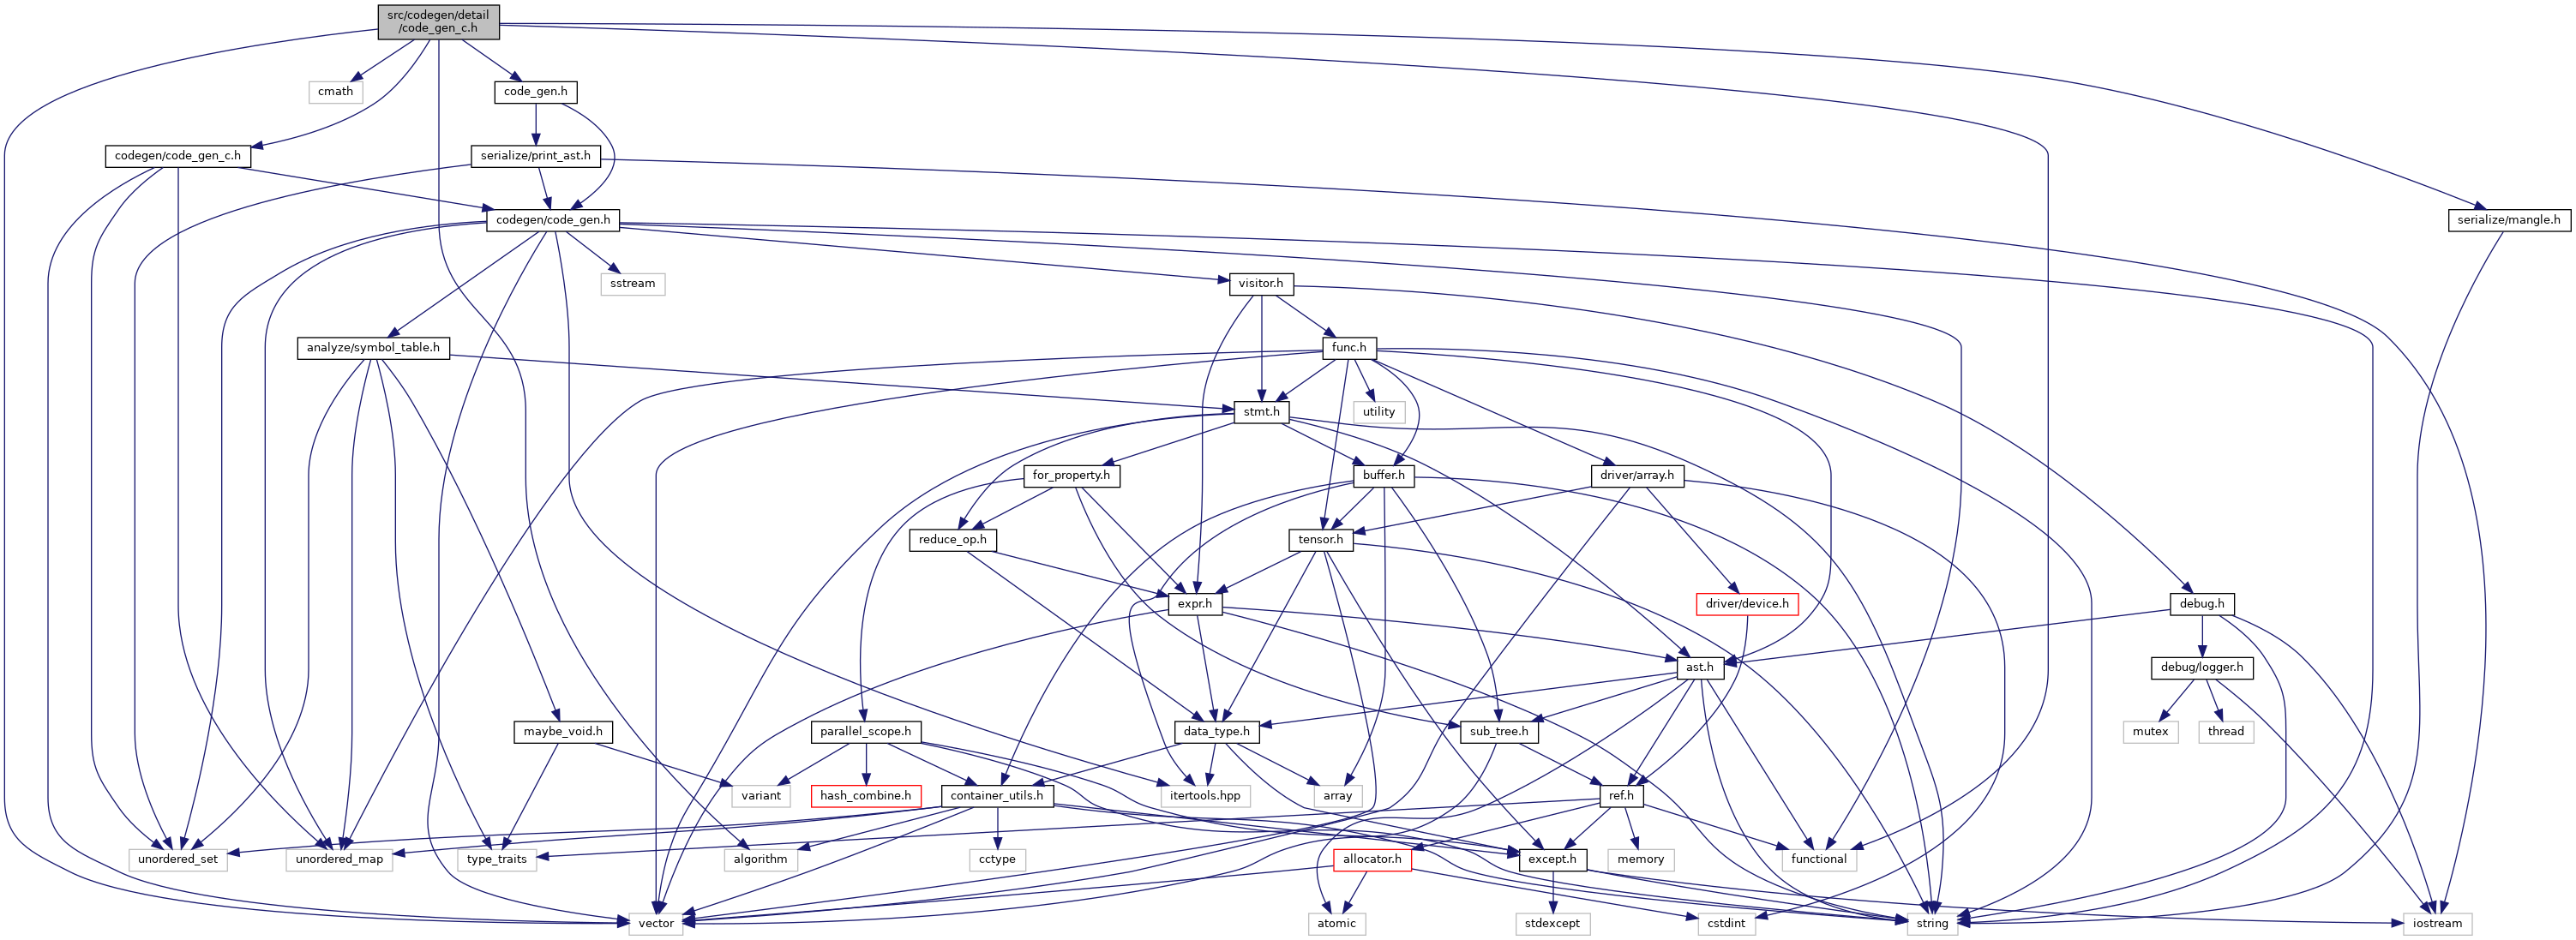 src/codegen/detail
/code_gen_c.h
cmath
code_gen.h
codegen/code_gen_c.h
serialize/print_ast.h
codegen/code_gen.h
serialize/mangle.h
sstream
visitor.h
analyze/symbol_table.h
func.h
stmt.h
utility
for_property.h
buffer.h
driver/array.h
reduce_op.h
tensor.h
expr.h
driver/device.h
debug.h
ast.h
debug/logger.h
maybe_void.h
parallel_scope.h
data_type.h
sub_tree.h
mutex
thread
variant
hash_combine.h
container_utils.h
itertools.hpp
array
ref.h
unordered_set
unordered_map
type_traits
algorithm
cctype
allocator.h
except.h
memory
functional
vector
atomic
stdexcept
cstdint
string
iostream